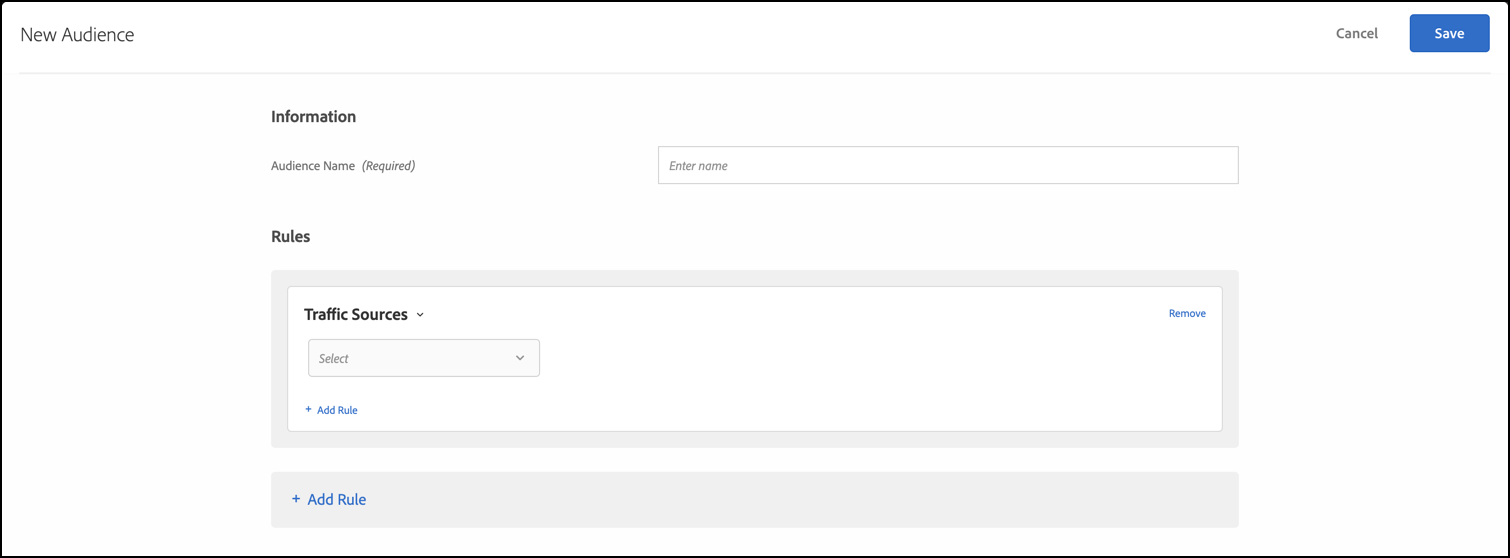 New Audience
Cancel
Save
Information
Audience Name (Required)
Enter name
Rules
Traffic Sources
Remove
Select
+ Add Rule
+ Add Rule